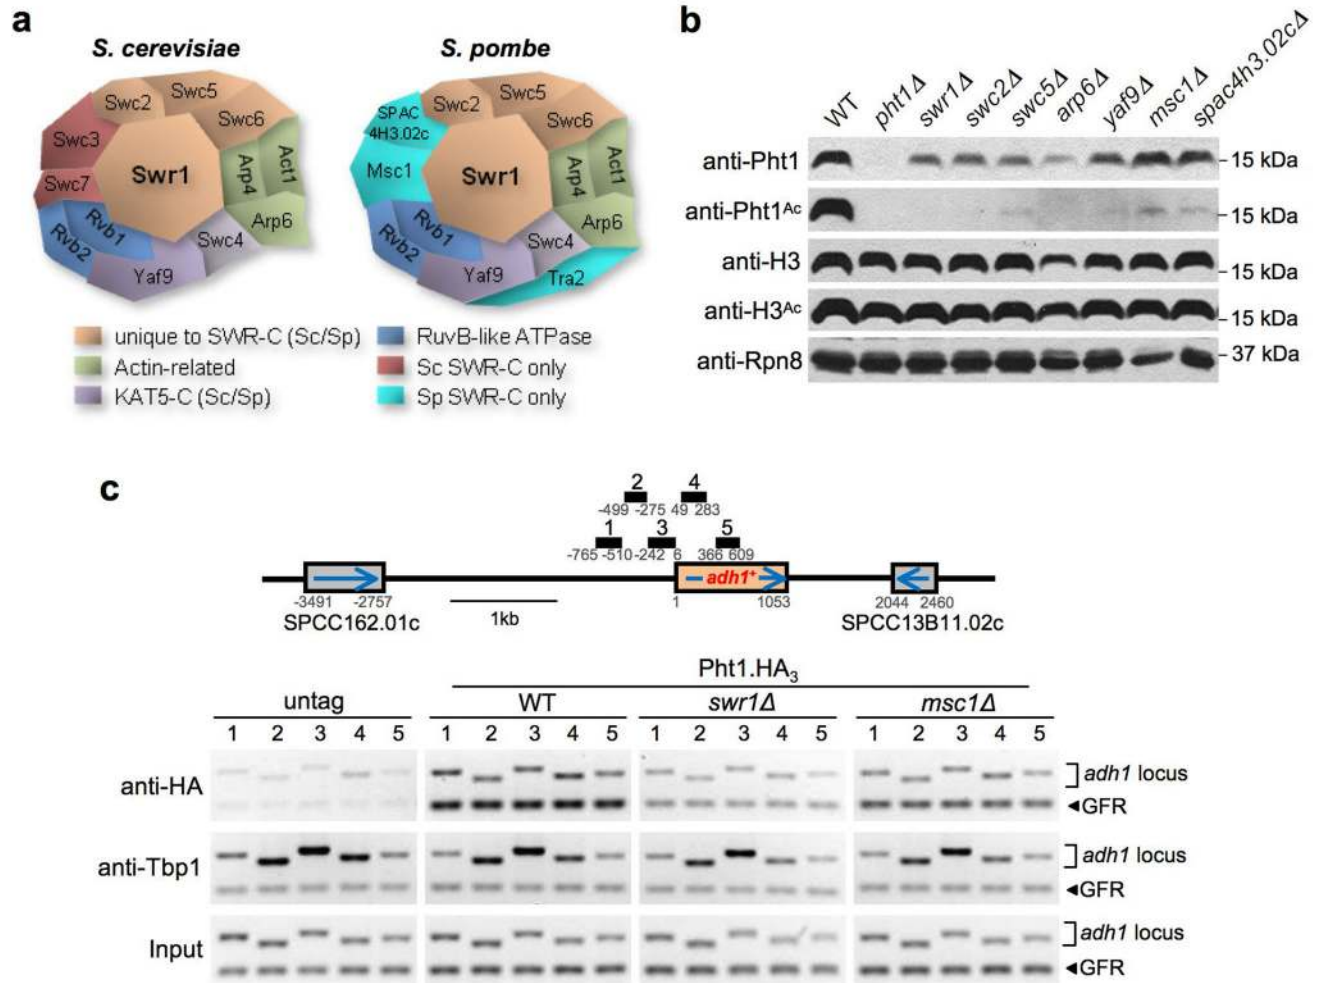 a
S. cerevisiae
S. pombe
Swc2
Swc5
Swc6
Swc3
Swr1
Arp4
Act1
Swc7
Arp6
Rvb1
Rvb2
Swc4
Yaf9
SPAC
4H3.02c
Swc2
Swc5
Swc6
Msc1
Swr1
Arp4
Act1
Arp6
Rvb1
Rvb2
Swc4
Yaf9
Tra2
unique to SWR-C (Sc/Sp)
Actin-related
KAT5-C (Sc/Sp)
RuvB-like ATPase
Sc SWR-C only
Sp SWR-C only
b
WT pht1Δ swr1Δ swc2Δ swc5Δ arp6Δ yaf9Δ msc1Δ spac4h3.02cΔ
anti-Pht1 15 kDa
anti-Pht1Ac 15 kDa
anti-H3 15 kDa
anti-H3Ac 15 kDa
anti-Rpn8 37 kDa
c
2 4
-499 -275 49 283
1 3 5
-765 -510 -242 6 366 609
adh1+
-3491 -2757 1 1053 2044 2460
SPCC162.01c 1kb SPCC13B11.02c
Pht1.HA3
untag WT swr1Δ msc1Δ
1 2 3 4 5 1 2 3 4 5 1 2 3 4 5 1 2 3 4 5
anti-HA adh1 locus
GFR
anti-Tbp1 adh1 locus
GFR
Input adh1 locus
GFR